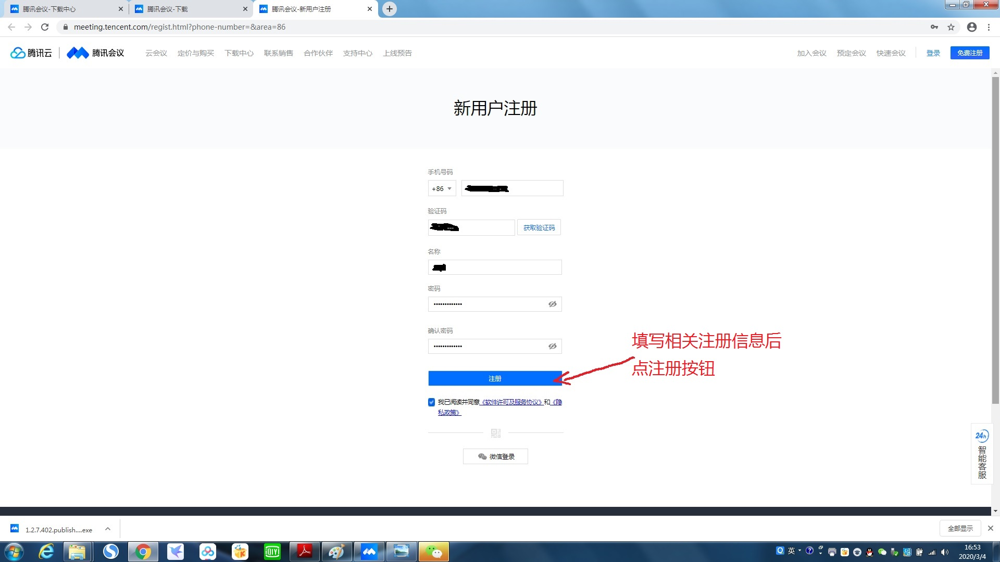 腾讯会议-下载中心
腾讯会议-下载
腾讯会议-新用户注册
meeting.tencent.com/regist.html?phone-number=&area=86
腾讯云
腾讯会议
云会议 定价与购买 下载中心 联系销售 合作伙伴 支持中心 上线预告
加入会议 预定会议 快速会议 登录 免费注册
新用户注册
手机号码
+86
验证码
获取验证码
名称
密码
•••••••••••••
确认密码
•••••••••••••
填写相关注册信息后
点注册按钮
注册
我已阅读并同意《软件许可及服务协议》和《隐
私政策》
微信登录
24h
智能客服
1.2.7.402.publish....exe
全部显示
QIYI
英
16:53
2020/3/4